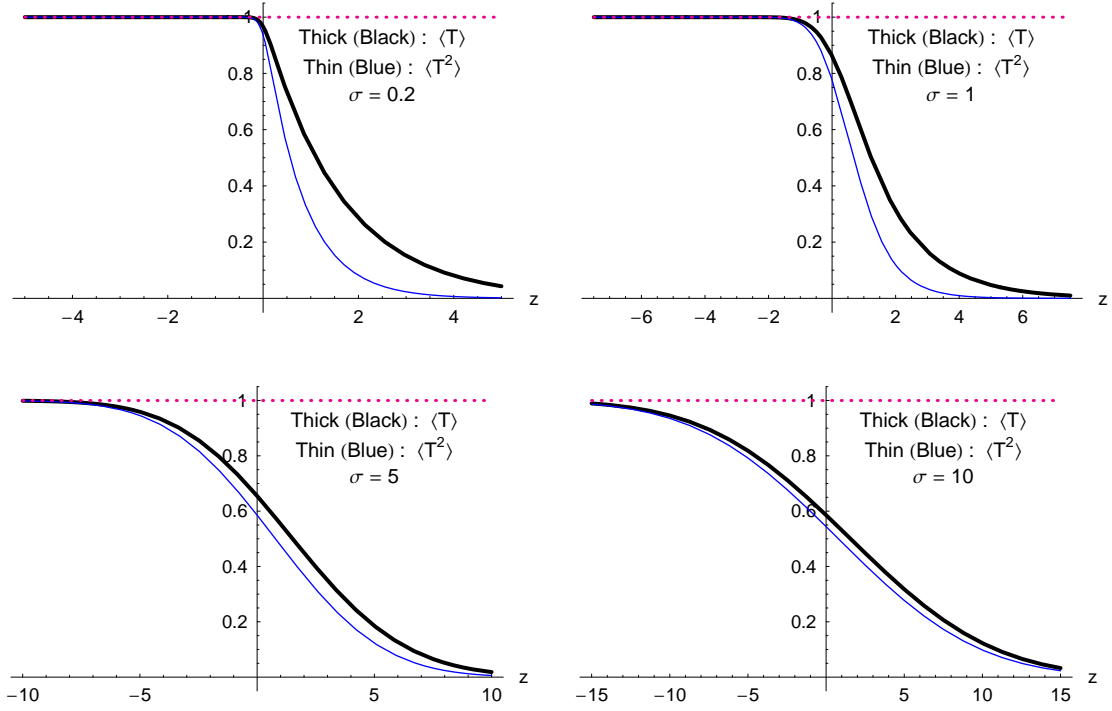 1
Thick (Black) : ⟨T⟩
Thin (Blue) : ⟨T²⟩
σ = 0.2
0.8
0.6
0.4
0.2
−4 −2 2 4 z
1
Thick (Black) : ⟨T⟩
Thin (Blue) : ⟨T²⟩
σ = 1
0.8
0.6
0.4
0.2
−6 −4 −2 2 4 6 z
1
Thick (Black) : ⟨T⟩
Thin (Blue) : ⟨T²⟩
σ = 5
0.8
0.6
0.4
0.2
−10 −5 5 10 z
1
Thick (Black) : ⟨T⟩
Thin (Blue) : ⟨T²⟩
σ = 10
0.8
0.6
0.4
0.2
−15 −10 −5 5 10 15 z